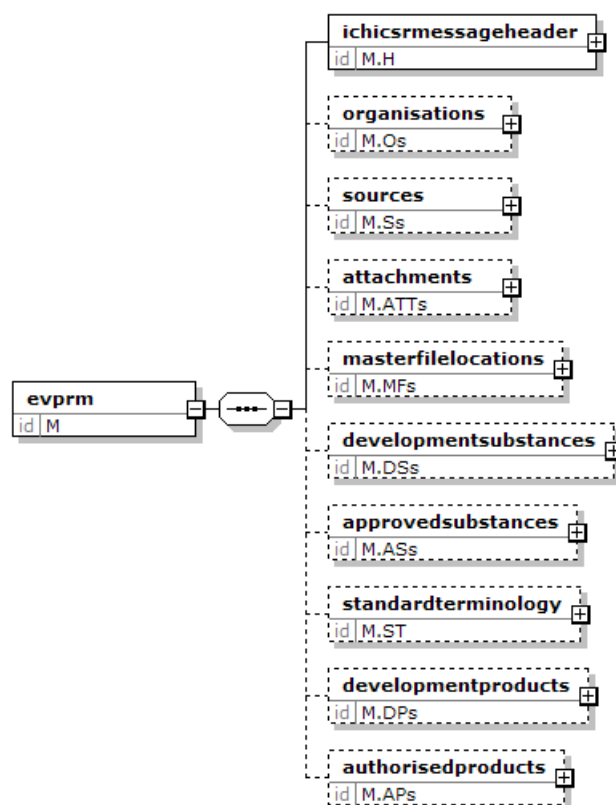 ichicsrmessageheader
id M.H
organisations
id M.Os
sources
id M.Ss
attachments
id M.ATTs
masterfilelocations
id M.MFs
evprm
id M
developmentsubstances
id M.DSs
approvedsubstances
id M.ASs
standardterminology
id M.ST
developmentproducts
id M.DPs
authorisedproducts
id M.APs